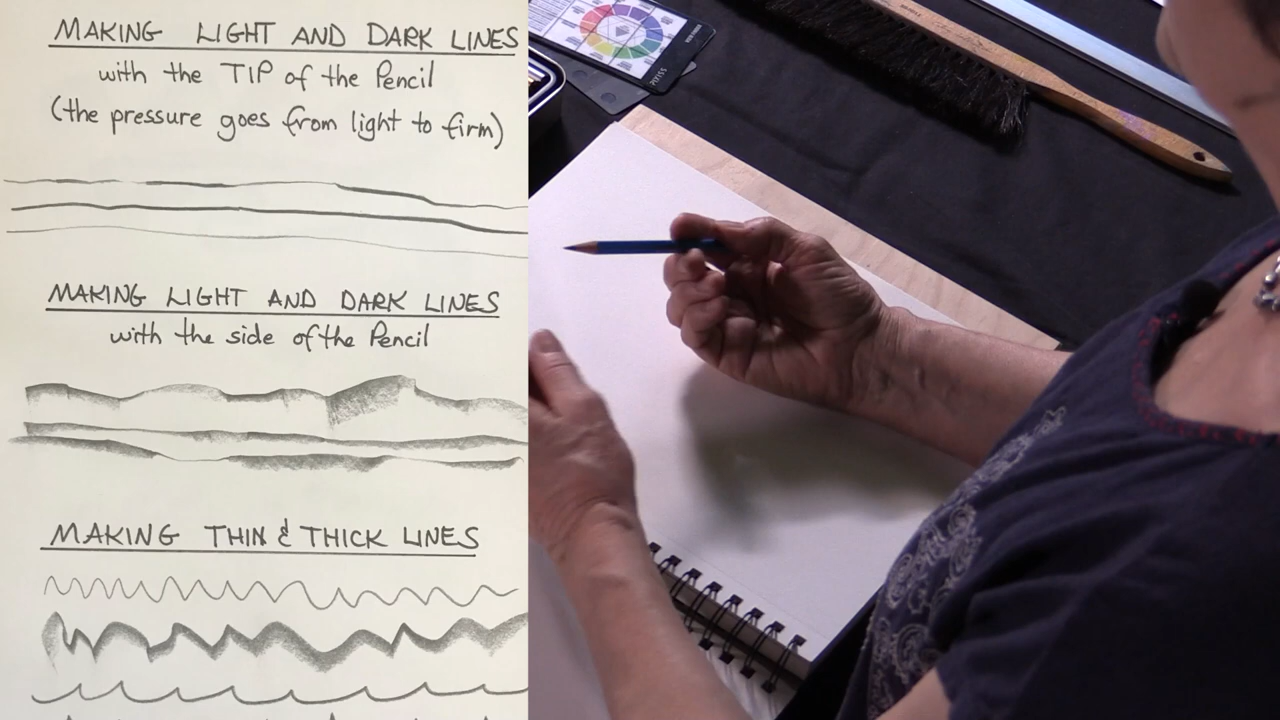 MAKING LIGHT AND DARK LINES
with the TIP of the Pencil
(the pressure goes from light to firm)
MAKING LIGHT AND DARK LINES
with the side of the Pencil
MAKING THIN & THICK LINES